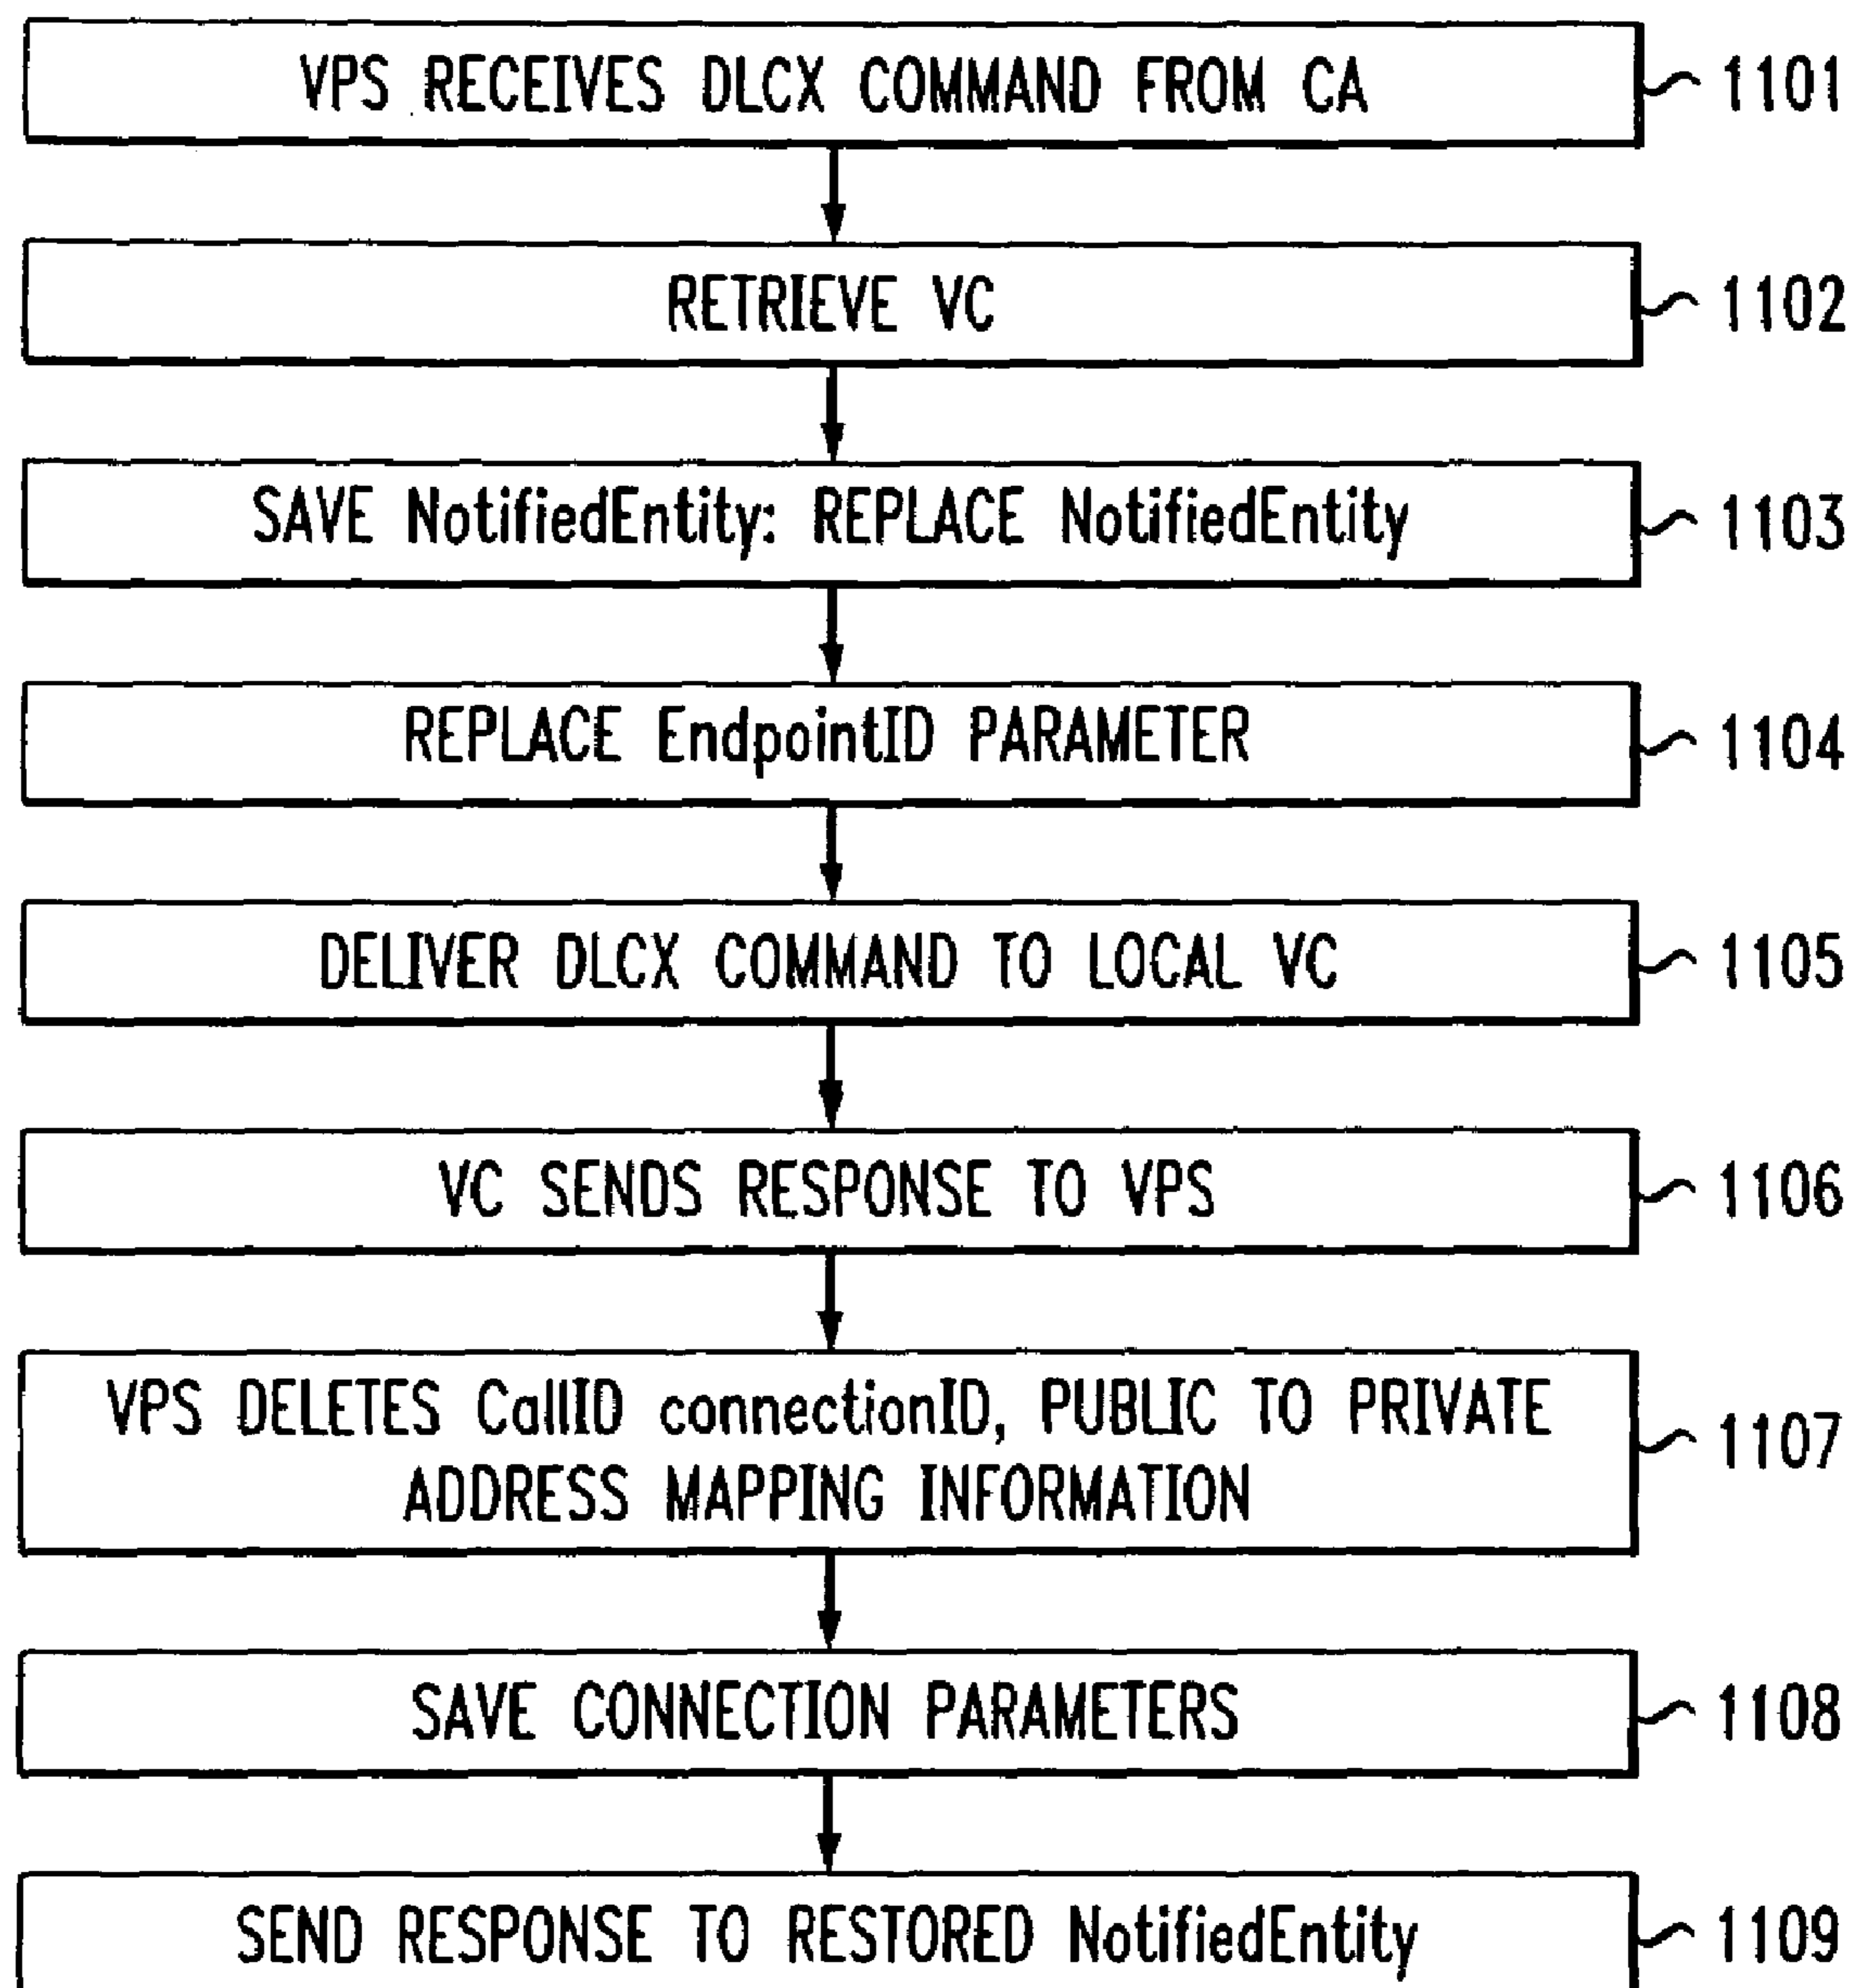 VPS RECEIVES DLCX COMMAND FROM CA 1101
RETRIEVE VC 1102
SAVE NotifiedEntity: REPLACE NotifiedEntity 1103
REPLACE EndpointID PARAMETER 1104
DELIVER DLCX COMMAND TO LOCAL VC 1105
VC SENDS RESPONSE TO VPS 1106
VPS DELETES CallID connectionID, PUBLIC TO PRIVATE
ADDRESS MAPPING INFORMATION 1107
SAVE CONNECTION PARAMETERS 1108
SEND RESPONSE TO RESTORED NotifiedEntity 1109